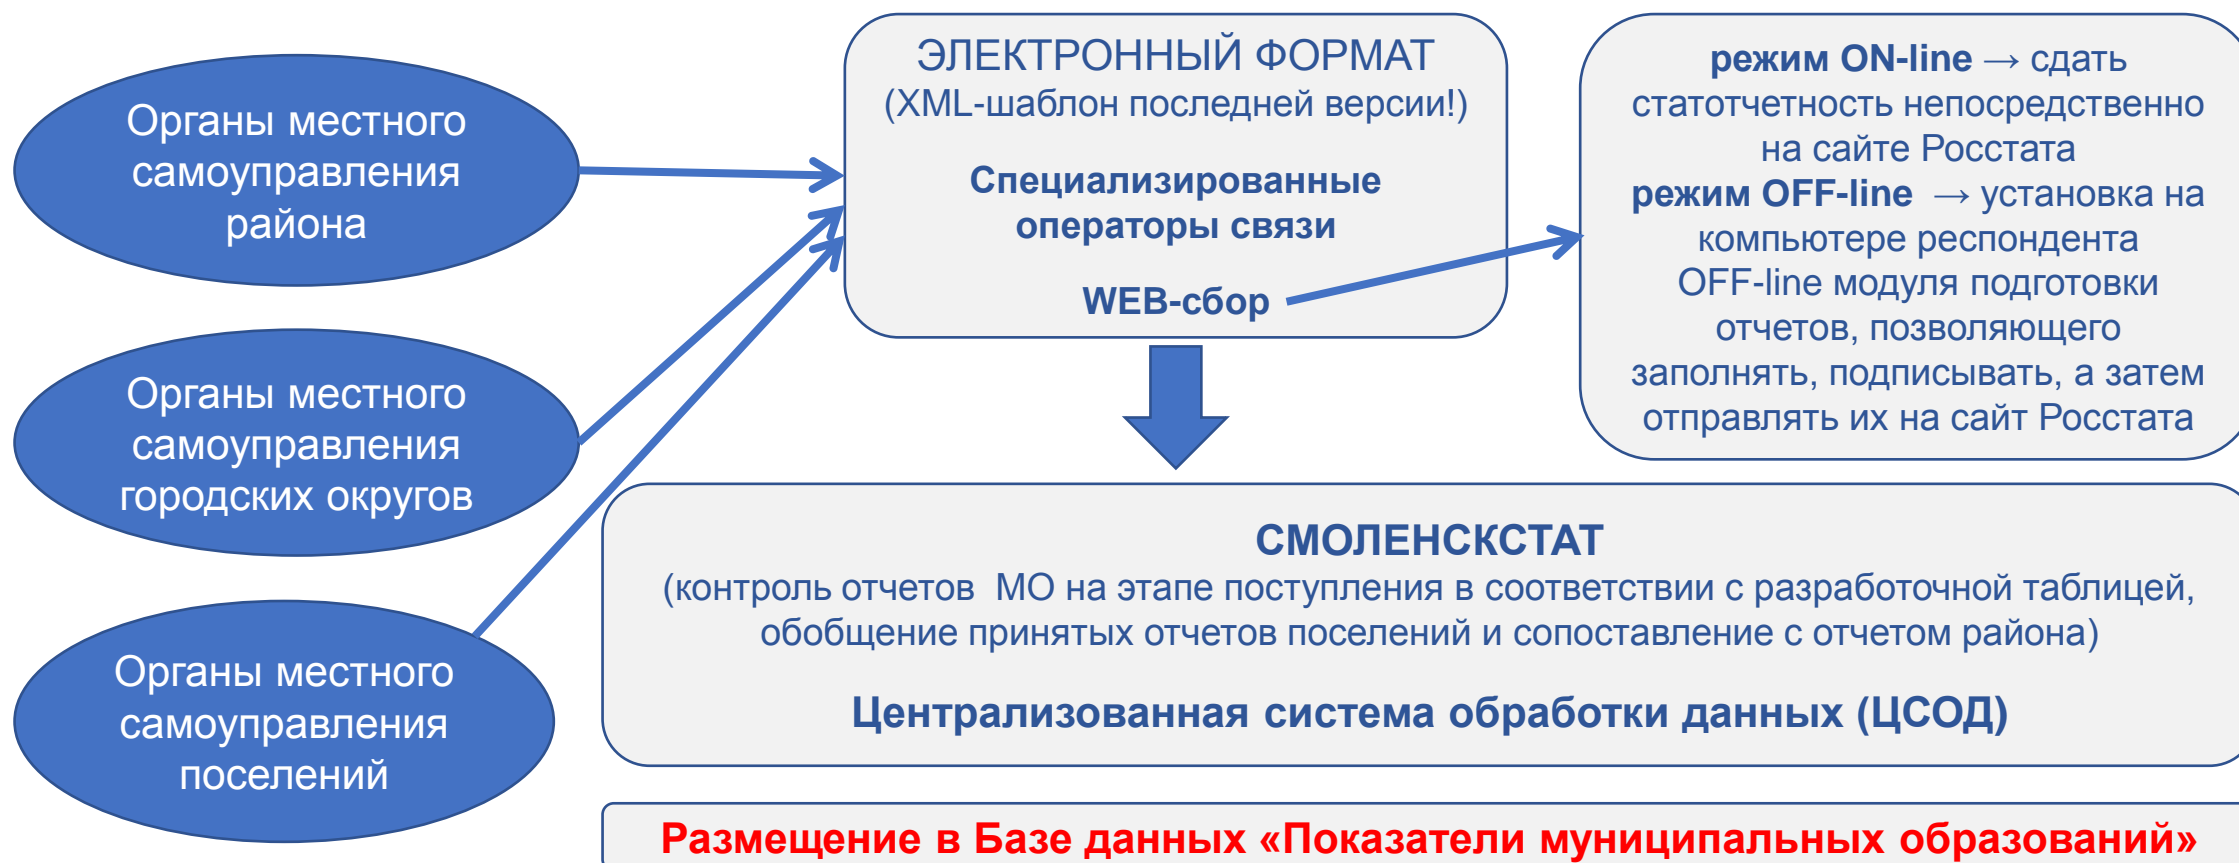 Органы местного
самоуправления
района
Органы местного
самоуправления
городских округов
Органы местного
самоуправления
поселений
ЭЛЕКТРОННЫЙ ФОРМАТ
(XML-шаблон последней версии!)
Специализированные
операторы связи
WEB-сбор
режим ON-line → сдать
статотчетность непосредственно
на сайте Росстата
режим OFF-line → установка на
компьютере респондента
OFF-line модуля подготовки
отчетов, позволяющего
заполнять, подписывать, а затем
отправлять их на сайт Росстата
СМОЛЕНСКСТАТ
(контроль отчетов МО на этапе поступления в соответствии с разработочной таблицей,
обобщение принятых отчетов поселений и сопоставление с отчетом района)
Централизованная система обработки данных (ЦСОД)
Размещение в Базе данных «Показатели муниципальных образований»